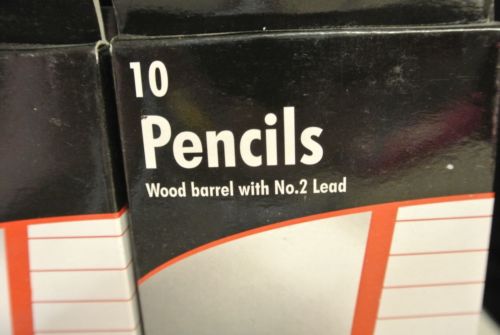 10
Pencils
Wood barrel with No.2 Lead